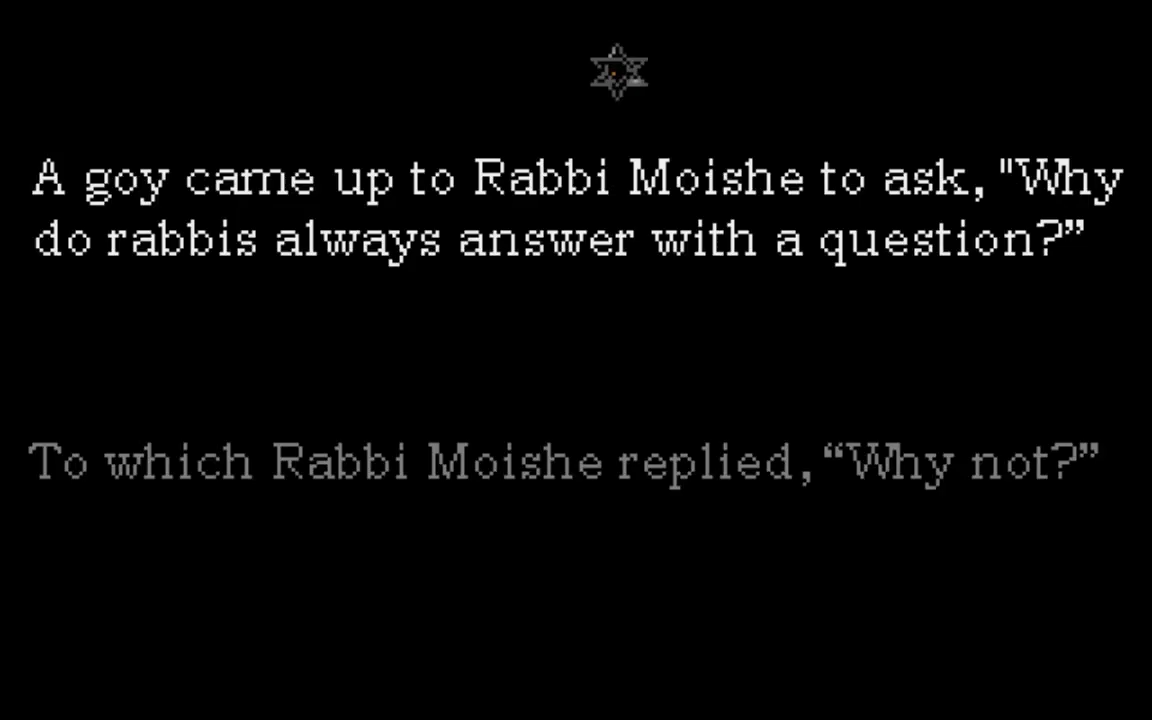 A goy came up to Rabbi Moishe to ask, "Why
do rabbis always answer with a question?”
To which Rabbi Moishe replied, “Why not?”